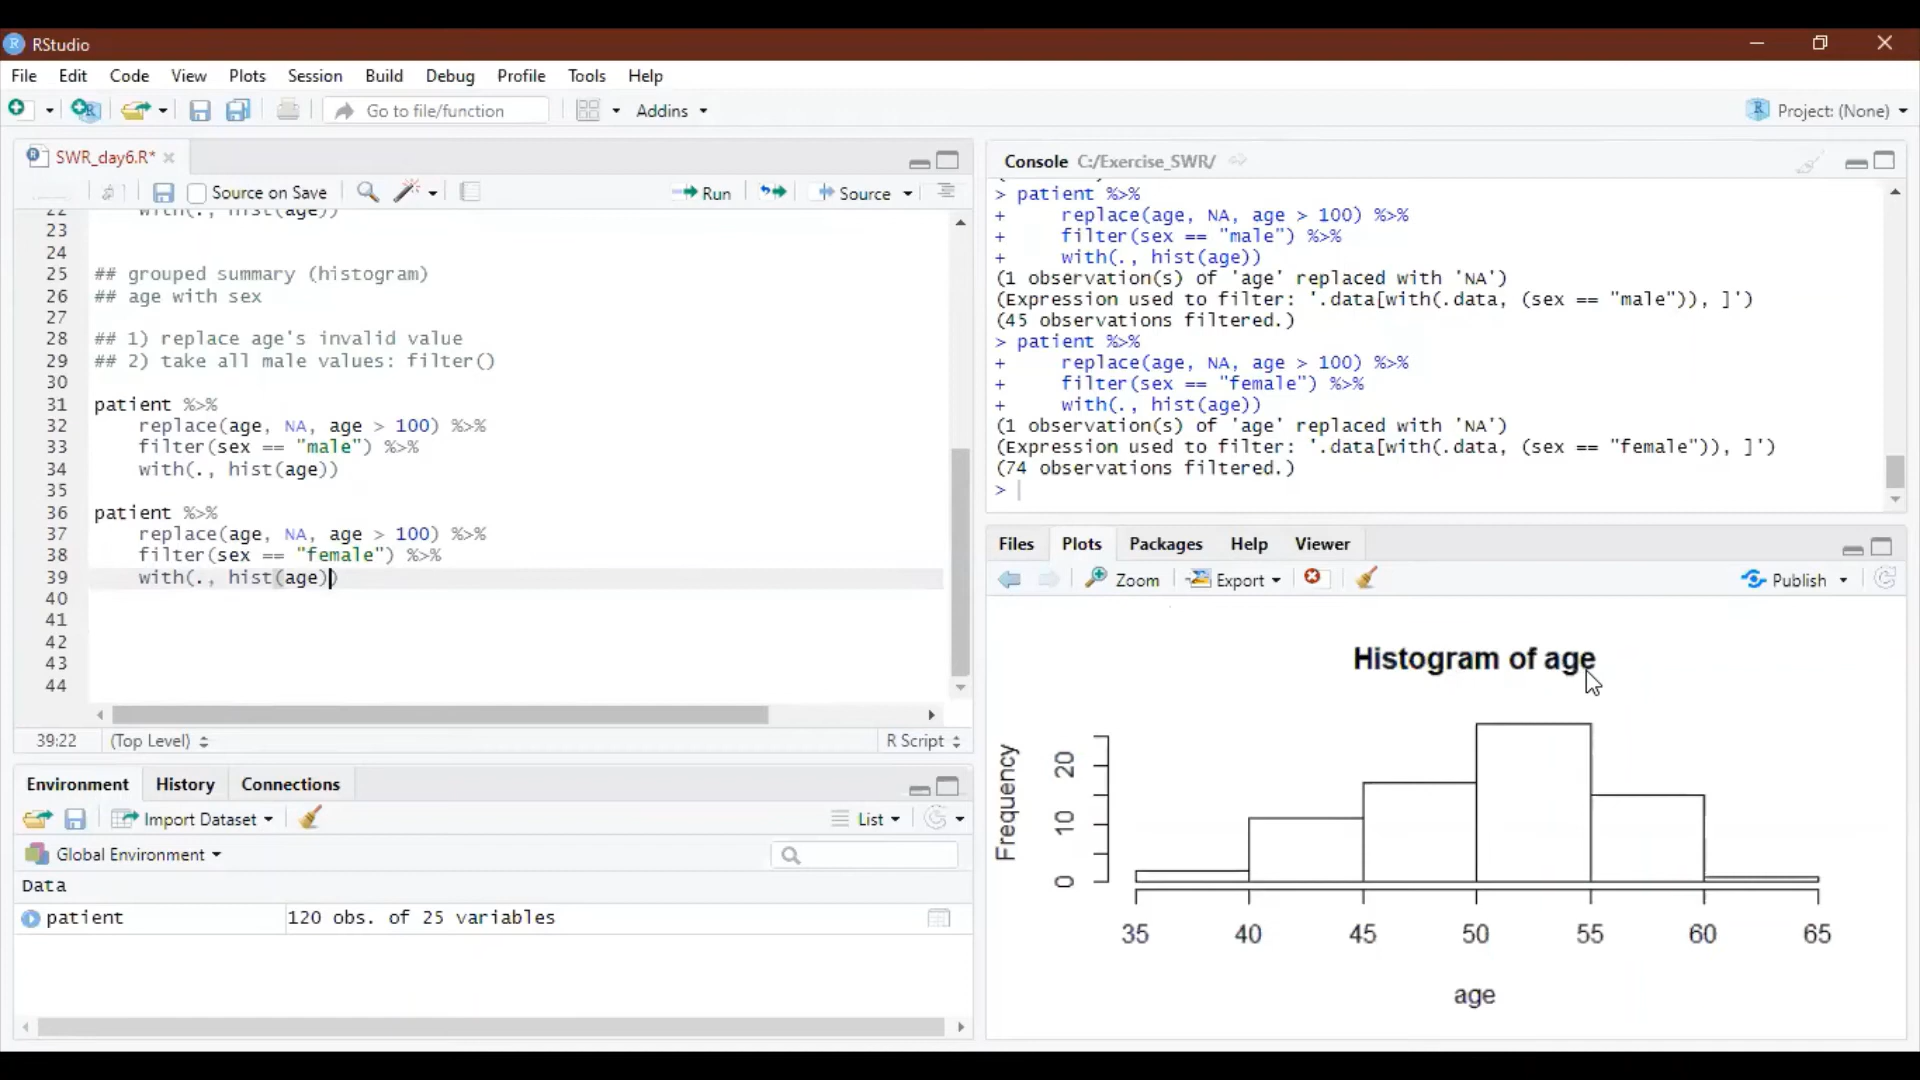 RStudio
File Edit Code View Plots Session Build Debug Profile Tools Help
Go to file/function Addins Project: (None)
SWR_day6.R*
Source on Save Run Source
22 with(., hist(age))
23
24
25 ## grouped summary (histogram)
26 ## age with sex
27
28 ## 1) replace age's invalid value
29 ## 2) take all male values: filter()
30
31 patient %>%
32 replace(age, NA, age > 100) %>%
33 filter(sex == "male") %>%
34 with(., hist(age))
35
36 patient %>%
37 replace(age, NA, age > 100) %>%
38 filter(sex == "female") %>%
39 with(., hist(age))
40
41
42
43
44
39:22 (Top Level) R Script
Environment History Connections
Import Dataset List
Global Environment
Data
patient 120 obs. of 25 variables
Console C:/Exercise_SWR/
> patient %>%
+ replace(age, NA, age > 100) %>%
+ filter(sex == "male") %>%
+ with(., hist(age))
(1 observation(s) of 'age' replaced with 'NA')
(Expression used to filter: '.data[with(.data, (sex == "male")), ]')
(45 observations filtered.)
> patient %>%
+ replace(age, NA, age > 100) %>%
+ filter(sex == "female") %>%
+ with(., hist(age))
(1 observation(s) of 'age' replaced with 'NA')
(Expression used to filter: '.data[with(.data, (sex == "female")), ]')
(74 observations filtered.)
>
Files Plots Packages Help Viewer
Zoom Export Publish
Histogram of age
Frequency
20
10
0
35 40 45 50 55 60 65
age